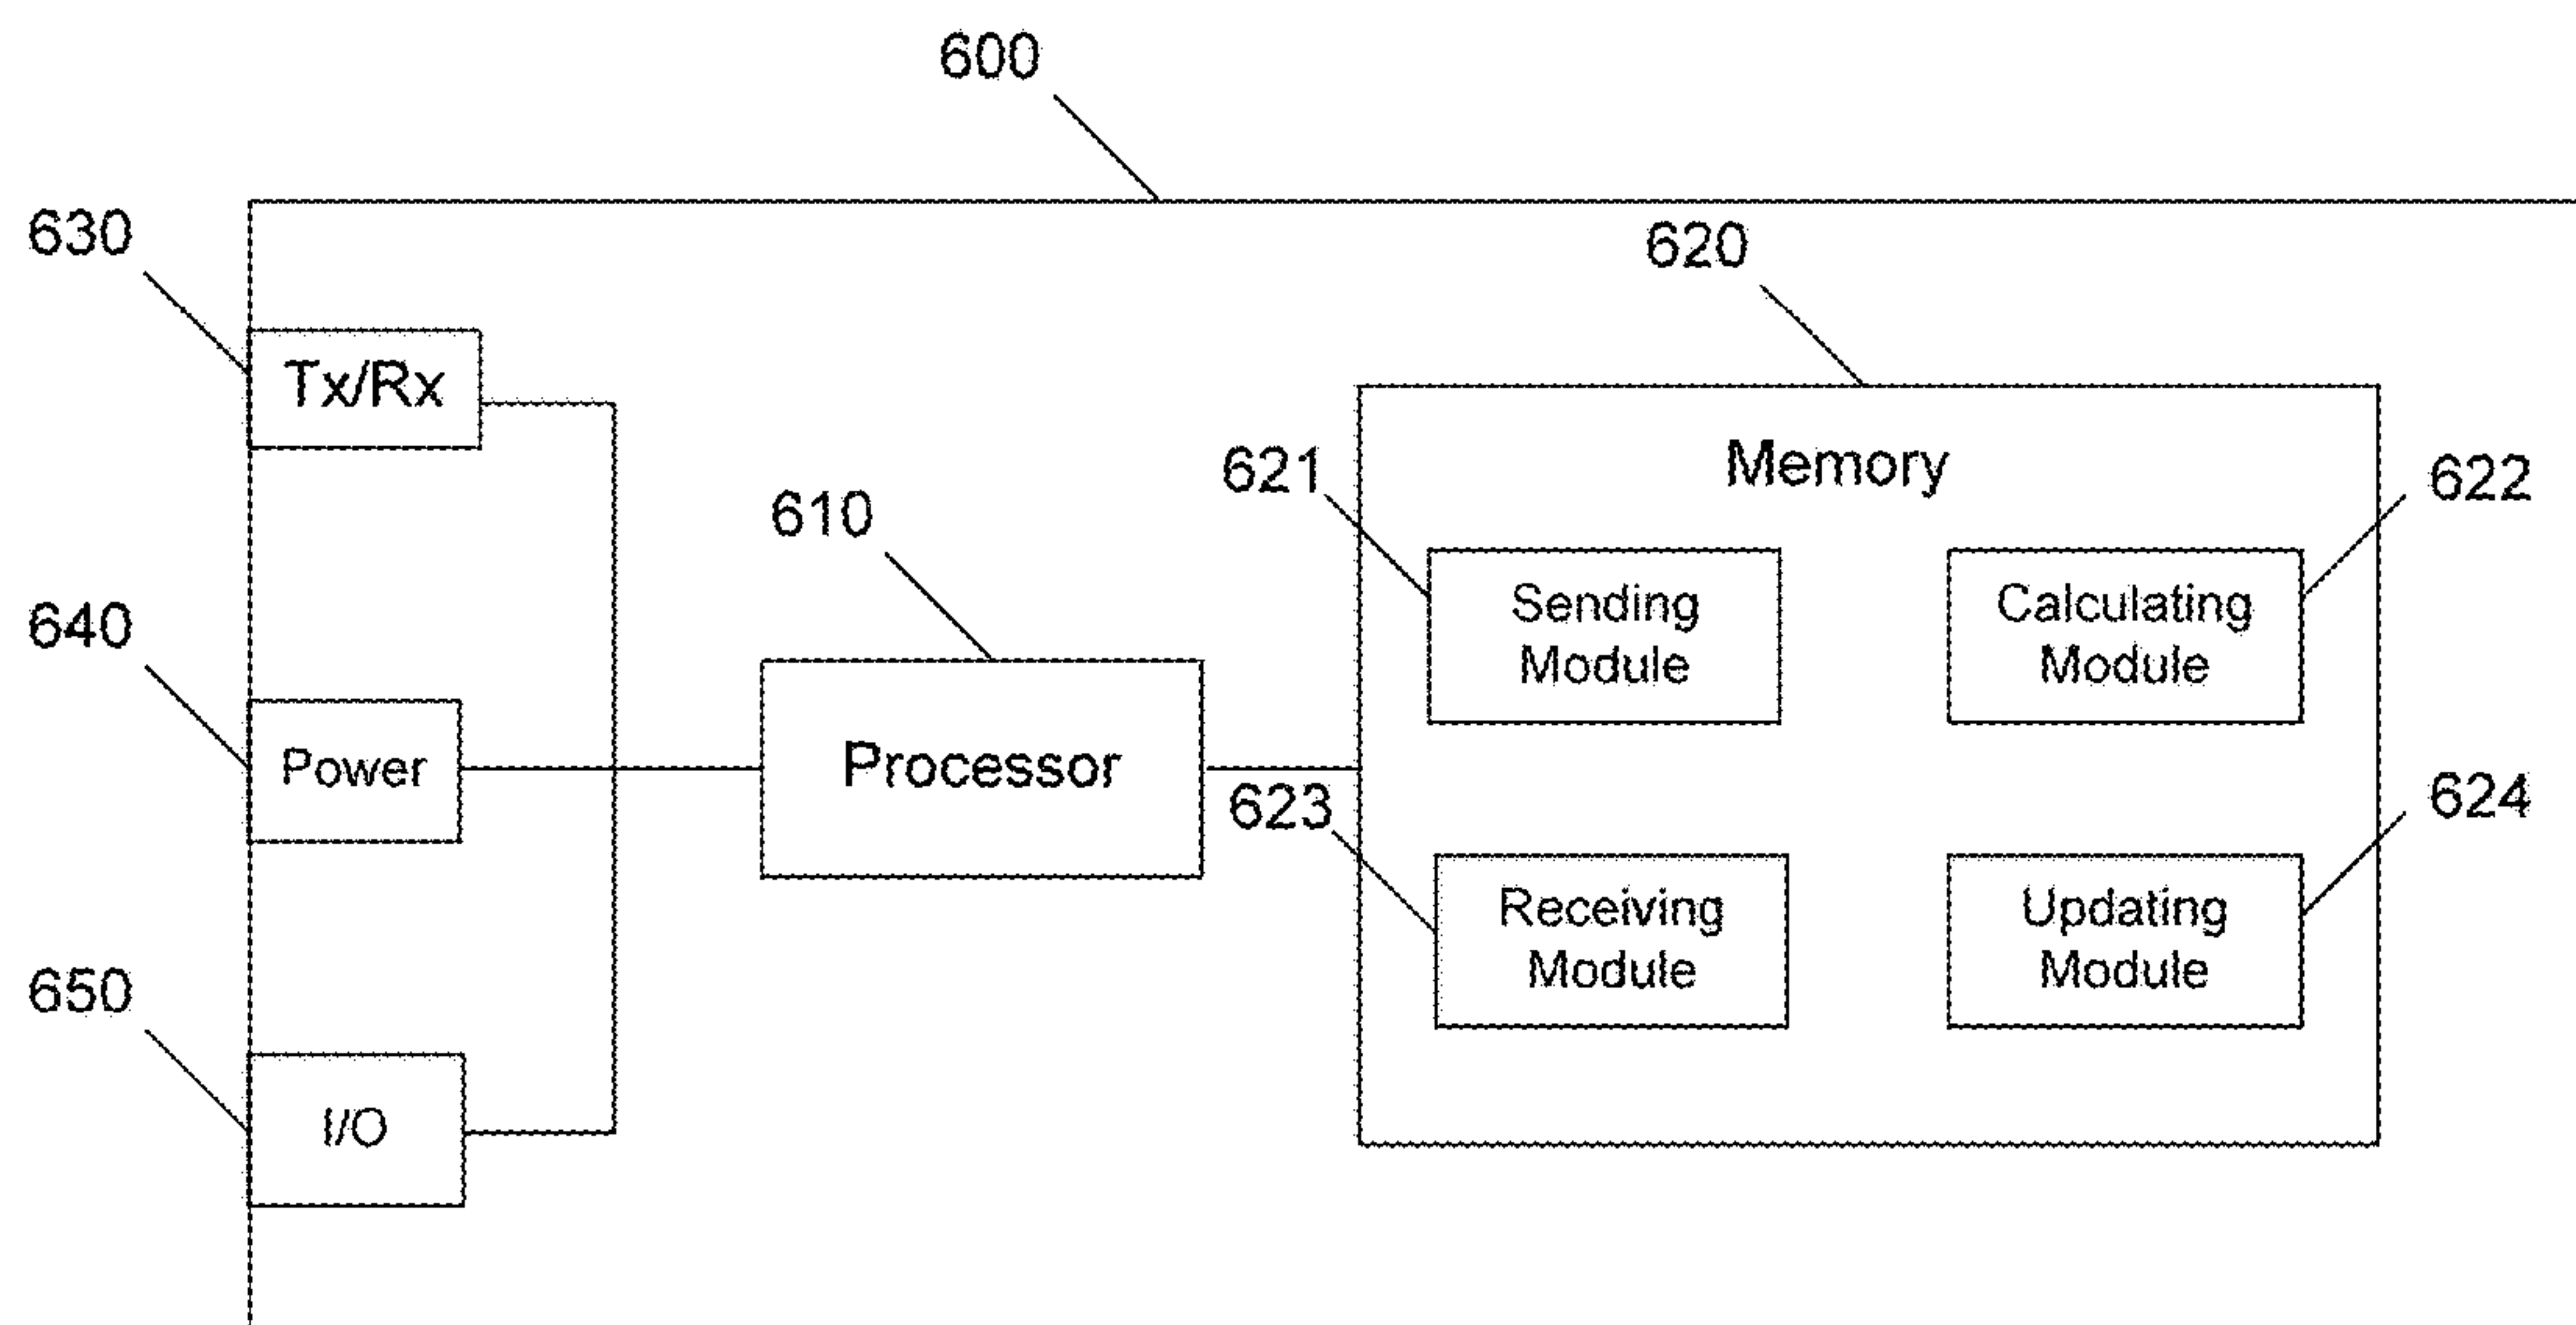 600
630
620
Tx/Rx
Memory
621
622
610
Sending
Module
Calculating
Module
640
Power
Processor
623
624
Receiving
Module
Updating
Module
650
I/O